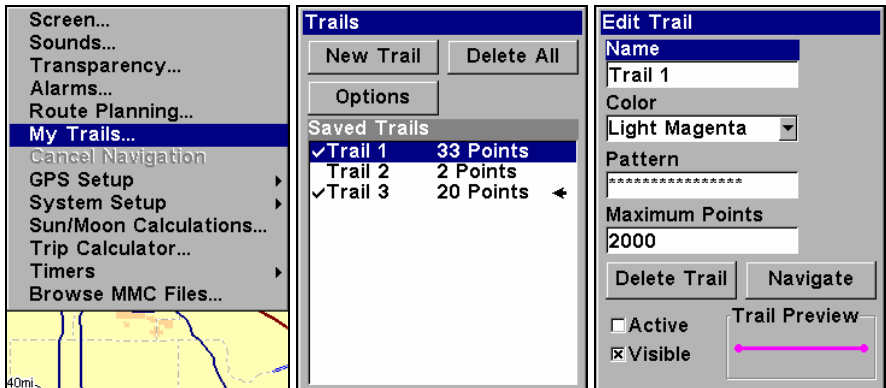 Screen...
Sounds...
Transparency...
Alarms...
Route Planning...
My Trails...
Cancel Navigation
GPS Setup
System Setup
Sun/Moon Calculations...
Trip Calculator...
Timers
Browse MMC Files...
40mi
Trails
New Trail Delete All
Options
Saved Trails
Trail 1 33 Points
Trail 2 2 Points
Trail 3 20 Points
Edit Trail
Name
Trail 1
Color
Light Magenta
Pattern
***************
Maximum Points
2000
Delete Trail Navigate
Active
Visible
Trail Preview